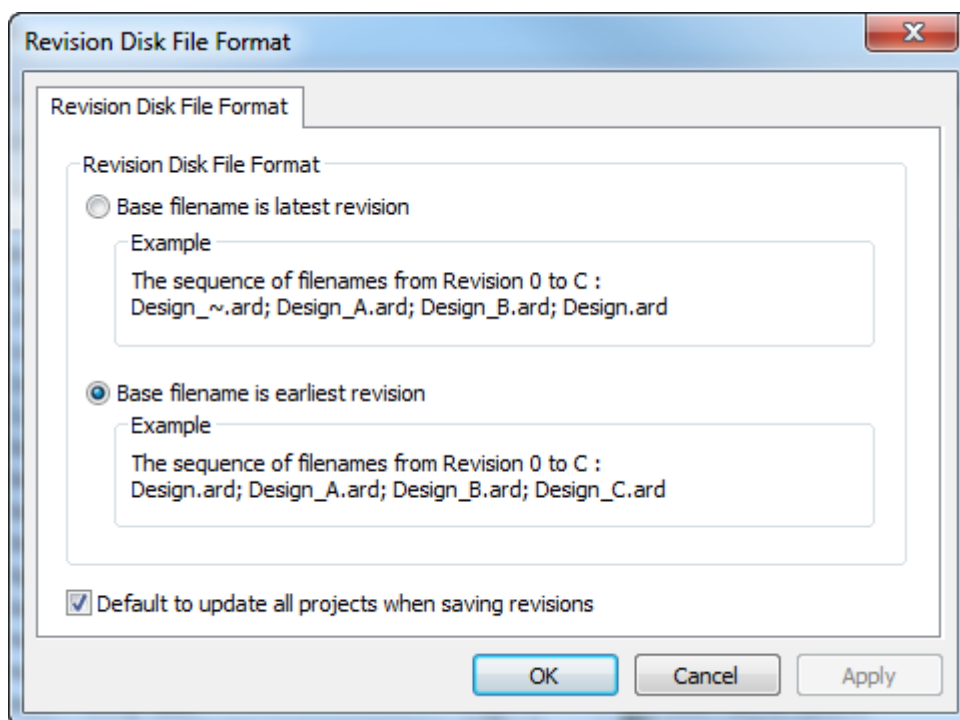 Revision Disk File Format
Revision Disk File Format
Revision Disk File Format
Base filename is latest revision
Example
The sequence of filenames from Revision 0 to C :
Design_~.ard; Design_A.ard; Design_B.ard; Design.ard
Base filename is earliest revision
Example
The sequence of filenames from Revision 0 to C :
Design.ard; Design_A.ard; Design_B.ard; Design_C.ard
Default to update all projects when saving revisions
OK Cancel Apply